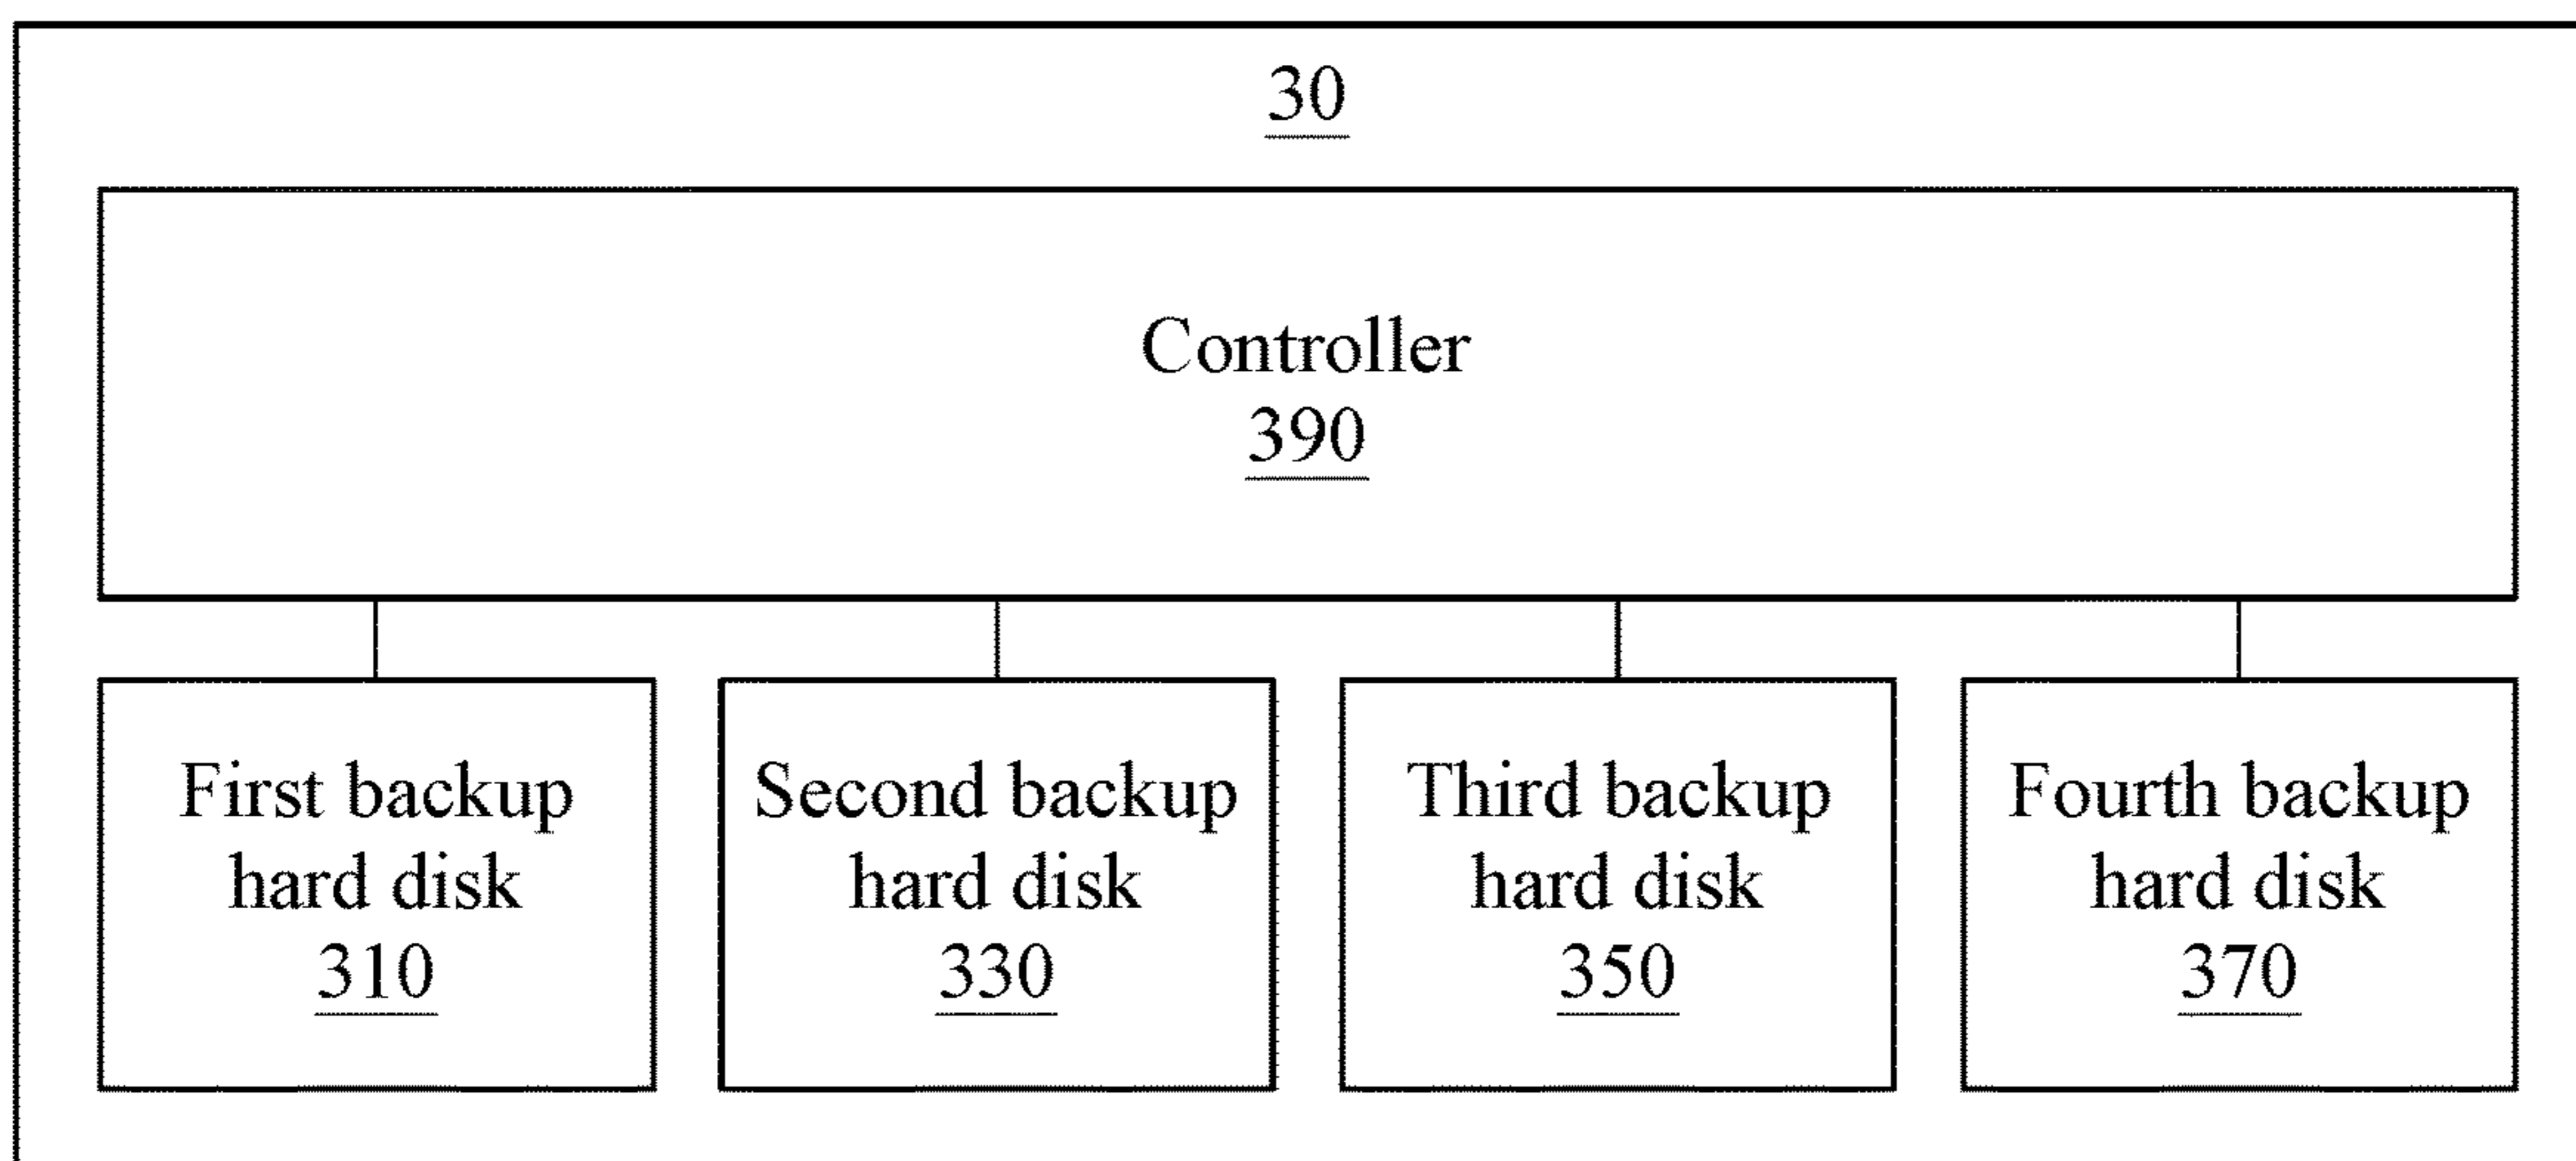 30
Controller
390
First backup
hard disk
310
Second backup
hard disk
330
Third backup
hard disk
350
Fourth backup
hard disk
370